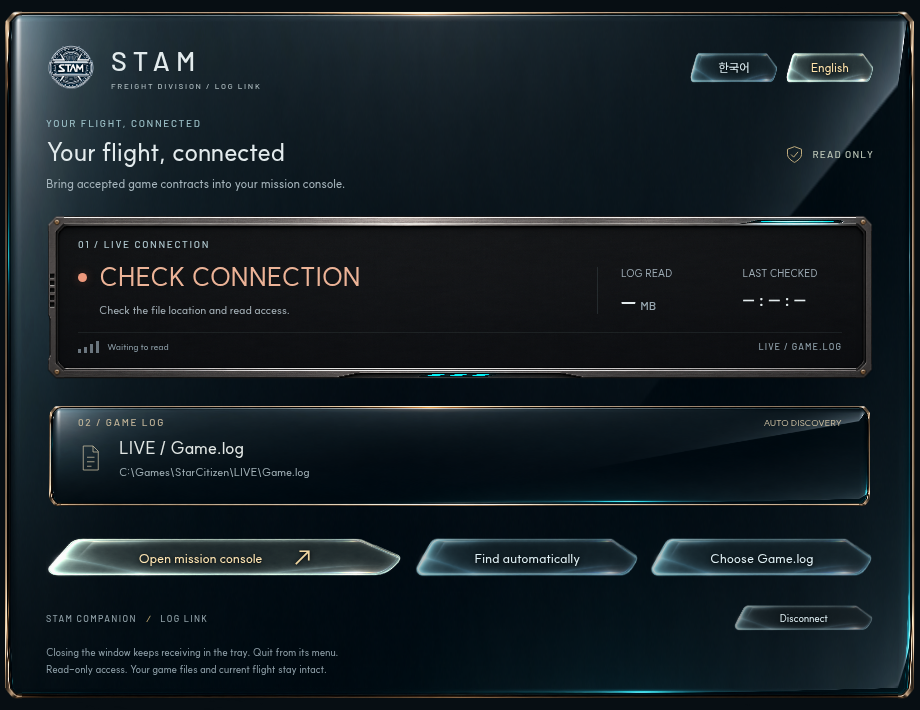 STAM
STAM
FREIGHT DIVISION / LOG LINK
한국어
English
YOUR FLIGHT, CONNECTED
Your flight, connected
READ ONLY
Bring accepted game contracts into your mission console.
01 / LIVE CONNECTION
CHECK CONNECTION
Check the file location and read access.
LOG READ
— MB
LAST CHECKED
—:—:—
Waiting to read
LIVE / GAME.LOG
02 / GAME LOG
AUTO DISCOVERY
LIVE / Game.log
C:\Games\StarCitizen\LIVE\Game.log
Open mission console
Find automatically
Choose Game.log
STAM COMPANION / LOG LINK
Disconnect
Closing the window keeps receiving in the tray. Quit from its menu.
Read-only access. Your game files and current flight stay intact.